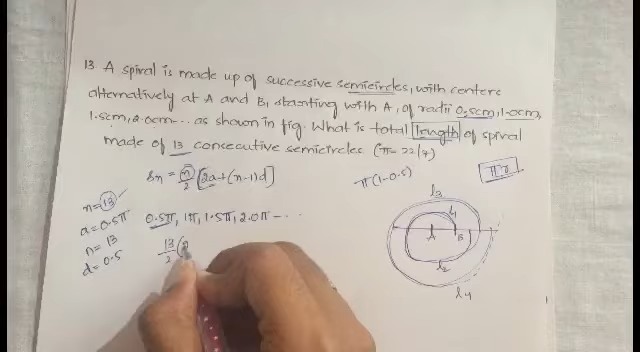 13 A spiral is made up of successive semicircles, with centers
alternatively at A and B, starting with A, of radii 0.5cm, 1.0cm,
1.5cm, 2.0cm... as shown in fig. What is total length of spiral
made of 13 consecutive semicircles (π=22/7)
Sn = n/2 [2a+(n-1)d]
π(1-0.5)
πr
n=13
a=0.5π
n=13
d=0.5
0.5π, 1π, 1.5π, 2.0π - - -
13/2 (2
l3
l1
A
B
l2
l4